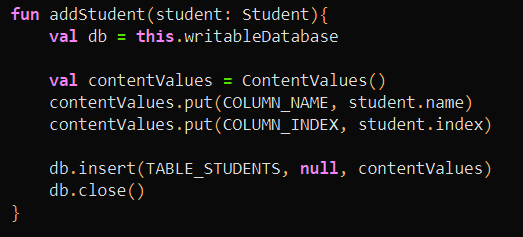 fun addStudent(student: Student){
    val db = this.writableDatabase

    val contentValues = ContentValues()
    contentValues.put(COLUMN_NAME, student.name)
    contentValues.put(COLUMN_INDEX, student.index)

    db.insert(TABLE_STUDENTS, null, contentValues)
    db.close()
}